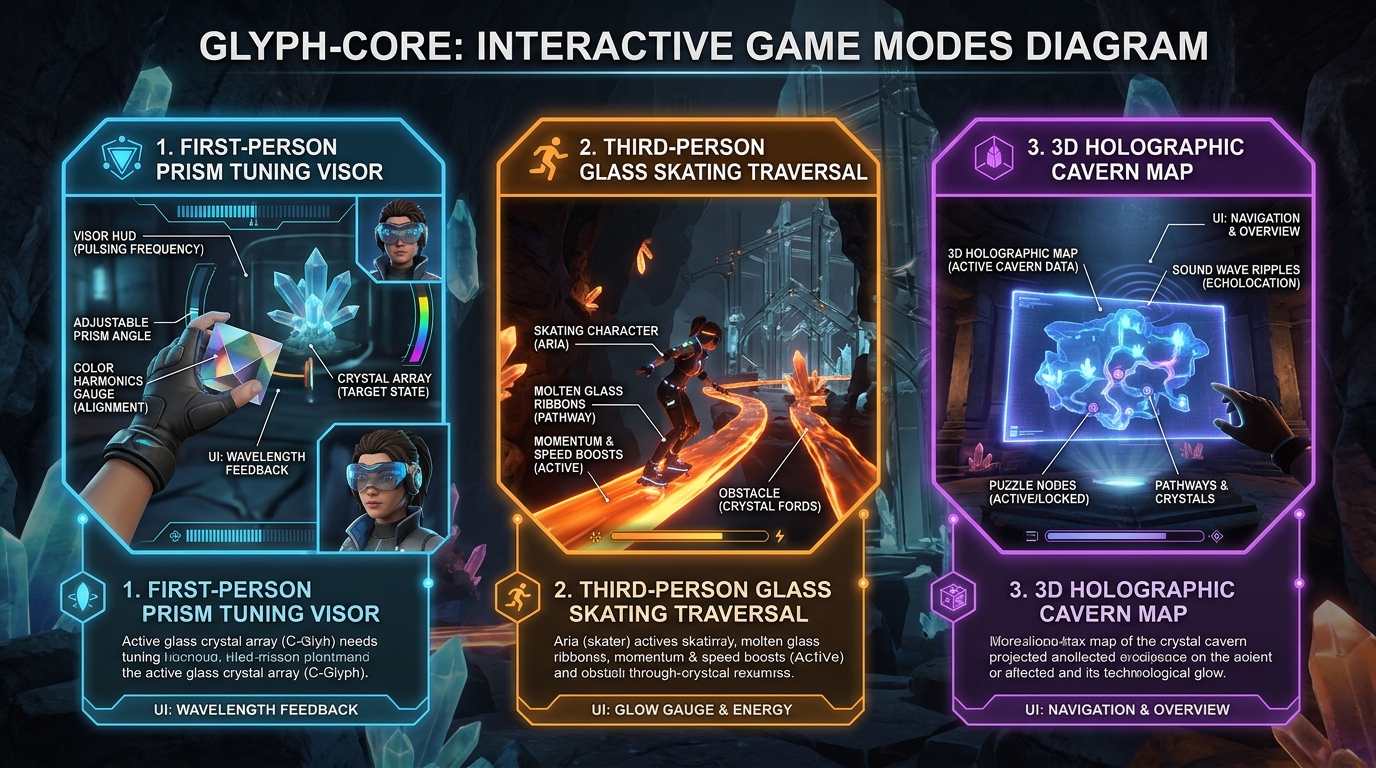 GLYPH-CORE: INTERACTIVE GAME MODES DIAGRAM
1. FIRST-PERSON
PRISM TUNING VISOR
VISOR HUD
(PULSING FREQUENCY)
ADJUSTABLE
PRISM ANGLE
COLOR
HARMONICS
GAUGE
(ALIGNMENT)
CRYSTAL ARRAY
(TARGET STATE)
UI: WAVELENGTH
FEEDBACK
1. FIRST-PERSON
PRISM TUNING VISOR
Active glass crystal array (C-Glyh) needs
tuning
the active glass crystal array (C-Glyph).
UI: WAVELENGTH FEEDBACK
2. THIRD-PERSON
GLASS SKATING TRAVERSAL
SKATING CHARACTER
(ARIA)
MOLTEN GLASS
RIBBONS
(PATHWAY)
MOMENTUM &
SPEED BOOSTS
(ACTIVE)
OBSTACLE
(CRYSTAL FORDS)
2. THIRD-PERSON GLASS
SKATING TRAVERSAL
Aria (skater) actives molten glass
ribbonss, momentum & speed boosts (ACTiVe)
and
UI: GLOW GAUGE & ENERGY
3. 3D HOLOGRAPHIC
CAVERN MAP
UI: NAVIGATION
& OVERVIEW
3D HOLOGRAPHIC MAP
(ACTIVE CAVERN DATA)
SOUND WAVE RIPPLES
(ECHOLOCATION)
PUZZLE NODES
(ACTIVE/LOCKED)
PATHWAYS &
CRYSTALS
3. 3D HOLOGRAPHIC
CAVERN MAP
map of the crystal cavern
projected on the
or affected and its technological glow.
UI: NAVIGATION & OVERVIEW